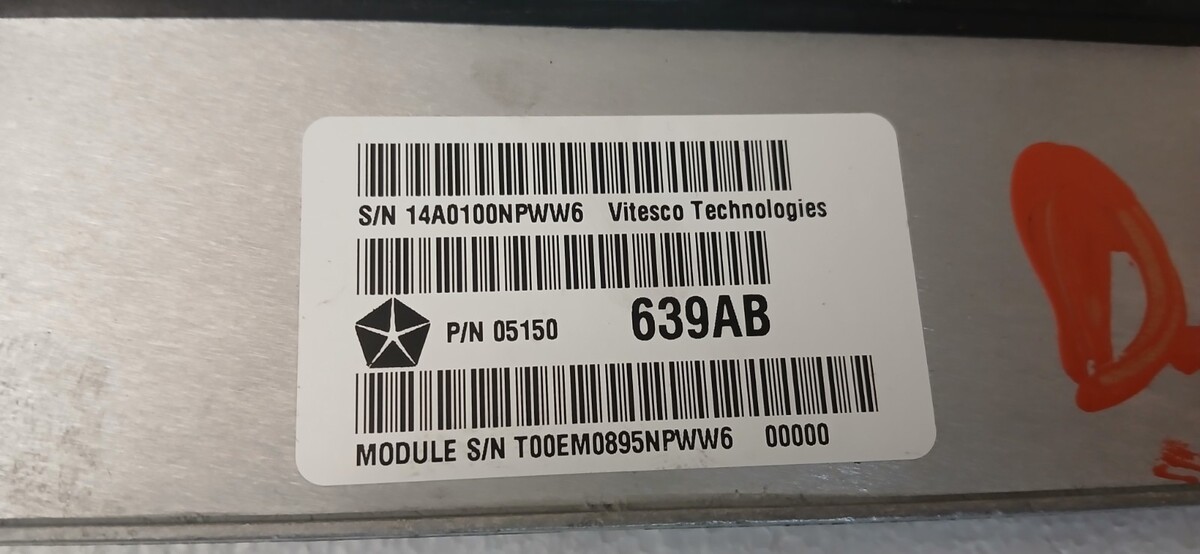 S/N 14A0100NPWW6 Vitesco Technologies
P/N 05150 639AB
MODULE S/N T00EM0895NPWW6 00000